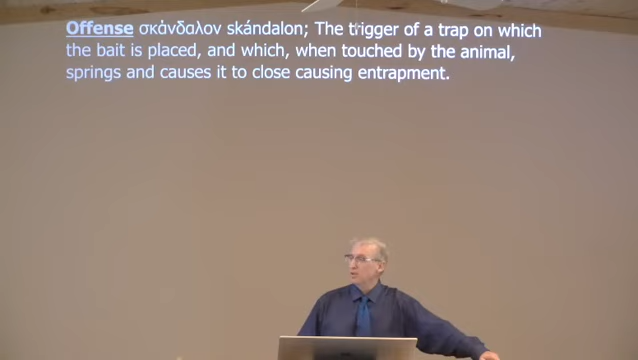 Offense σκάνδαλον skándalon; The trigger of a trap on which
the bait is placed, and which, when touched by the animal,
springs and causes it to close causing entrapment.